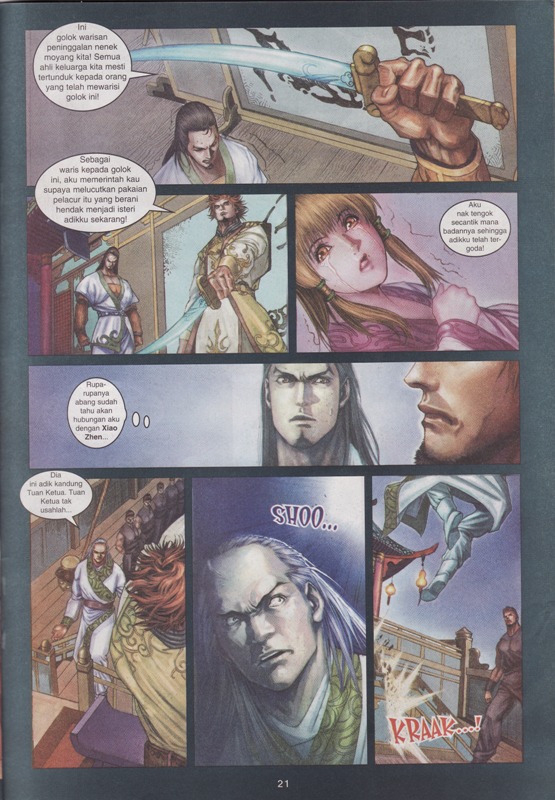 Ini
golok warisan
peninggalan nenek
moyang kita! Semua
ahli keluarga kita mesti
tertunduk kepada orang
yang telah mewarisi
golok ini!
Sebagai
waris kepada golok
ini, aku memerintah kau
supaya melucutkan pakaian
pelacur itu yang berani
hendak menjadi isteri
adikku sekarang!
Aku
nak tengok
secantik mana
badannya sehingga
adikku telah ter-
goda!
Rupa-
rupanya
abang sudah
tahu akan
hubungan aku
dengan Xiao
Zhen...
Dia
ini adik kandung
Tuan Ketua. Tuan
Ketua tak
usahlah...
SHOO...
KRAAK...!
21